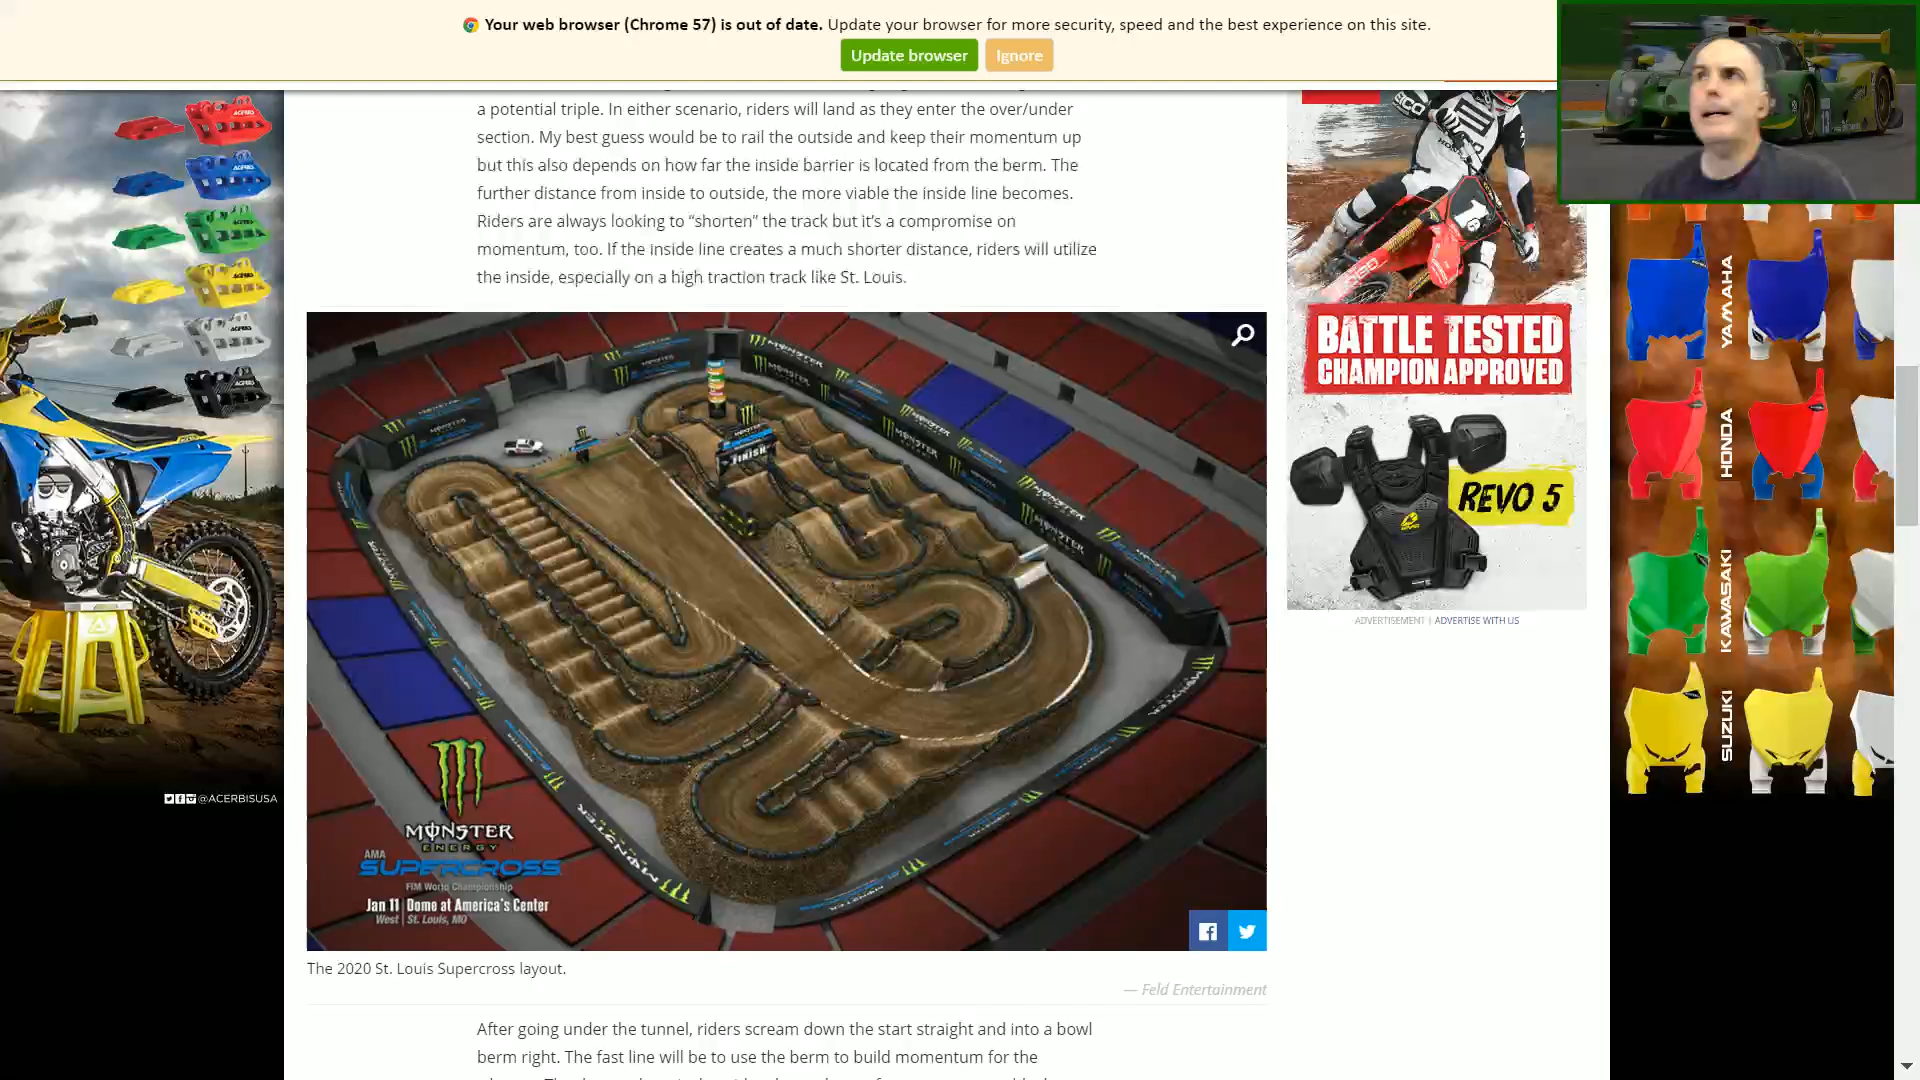 Your web browser (Chrome 57) is out of date. Update your browser for more security, speed and the best experience on this site.
Update browser
Ignore
a potential triple. In either scenario, riders will land as they enter the over/under
section. My best guess would be to rail the outside and keep their momentum up
but this also depends on how far the inside barrier is located from the berm. The
further distance from inside to outside, the more viable the inside line becomes.
Riders are always looking to “shorten” the track but it’s a compromise on
momentum, too. If the inside line creates a much shorter distance, riders will utilize
the inside, especially on a high traction track like St. Louis.
FINISH
MONSTER
ENERGY
AMA
SUPERCROSS
FIM World Championship
Jan 11 | Dome at America's Center
West | St. Louis, MO
The 2020 St. Louis Supercross layout.
— Feld Entertainment
After going under the tunnel, riders scream down the start straight and into a bowl
berm right. The fast line will be to use the berm to build momentum for the
@ACERBISUSA
BATTLE TESTED
CHAMPION APPROVED
REVO 5
ADVERTISEMENT | ADVERTISE WITH US
YAMAHA
HONDA
KAWASAKI
SUZUKI